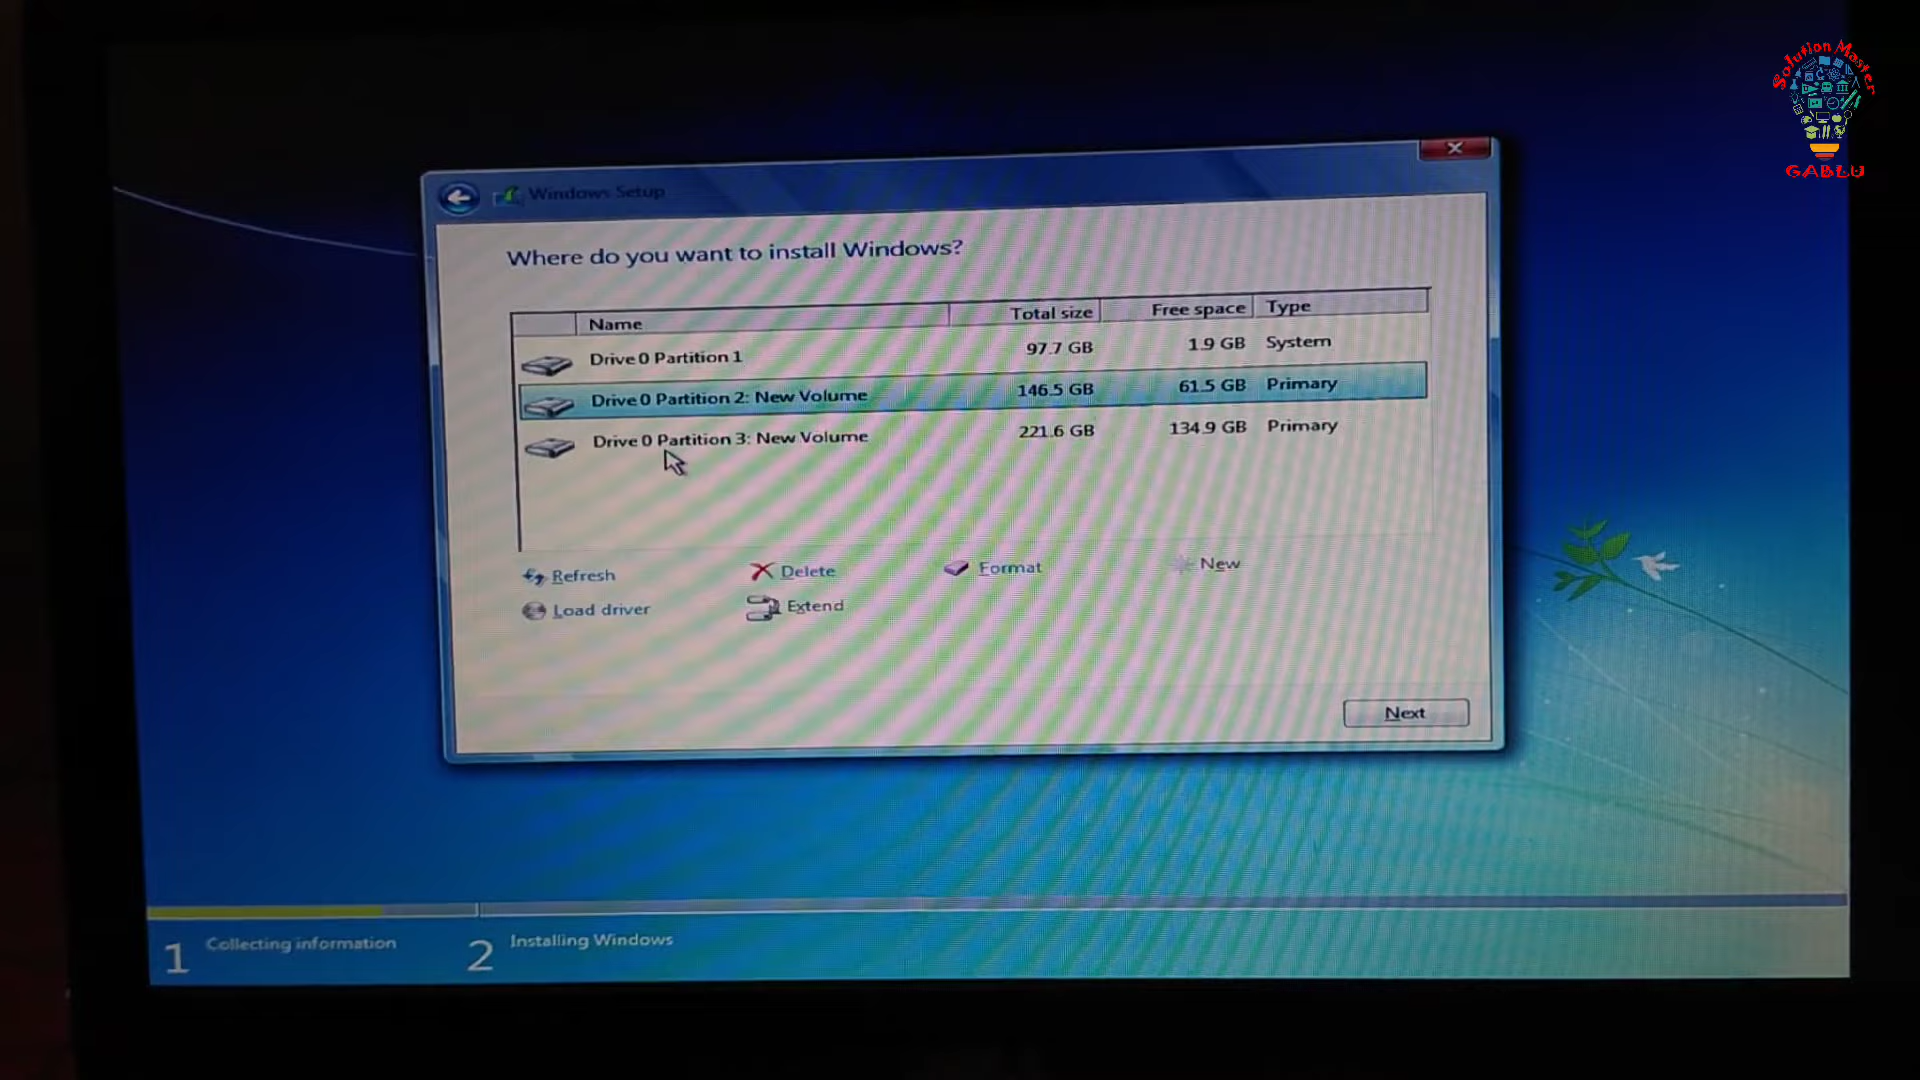 Solution Master
GABLU
Windows Setup
Where do you want to install Windows?
Name Total size Free space Type
Drive 0 Partition 1 97.7 GB 1.9 GB System
Drive 0 Partition 2: New Volume 146.5 GB 61.5 GB Primary
Drive 0 Partition 3: New Volume 221.6 GB 134.9 GB Primary
Refresh Delete Format New
Load driver Extend
Next
1 Collecting information 2 Installing Windows